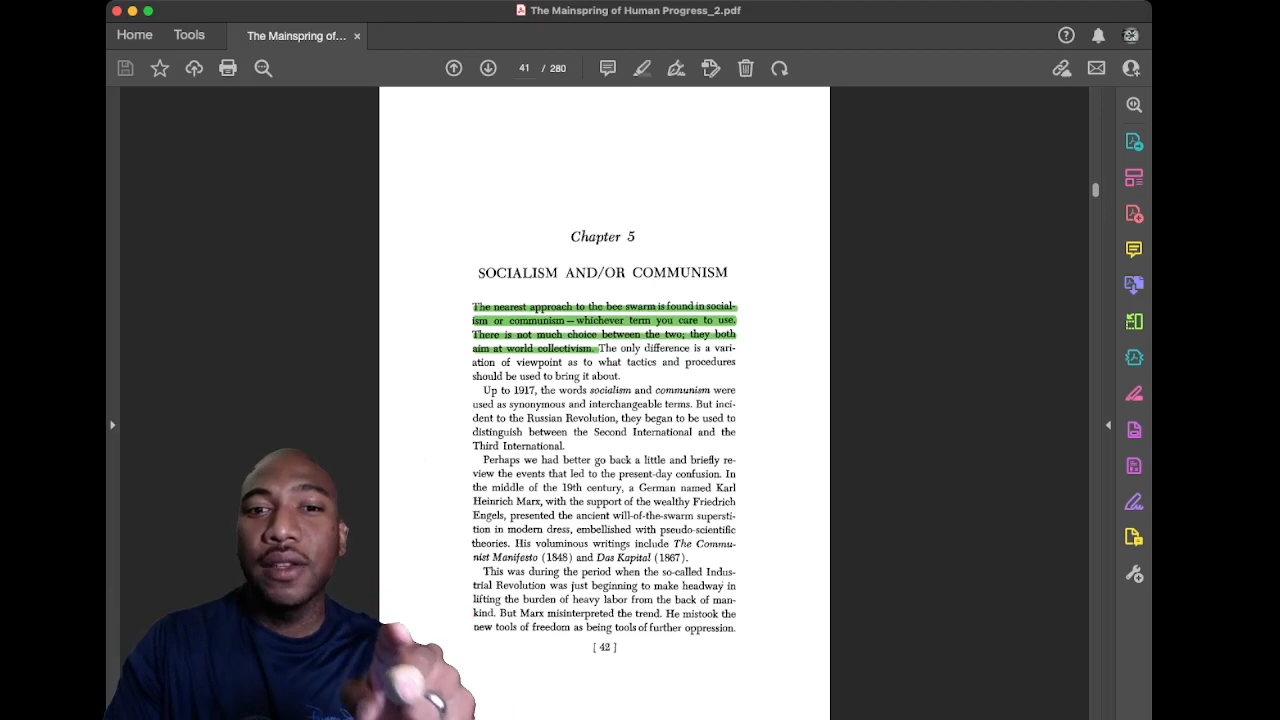 The Mainspring of Human Progress_2.pdf
Home
Tools
The Mainspring of... ×
41 / 280
Chapter 5
SOCIALISM AND/OR COMMUNISM
The nearest approach to the bee swarm is found in social-
ism or communism—whichever term you care to use.
There is not much choice between the two; they both
aim at world collectivism. The only difference is a vari-
ation of viewpoint as to what tactics and procedures
should be used to bring it about.
Up to 1917, the words socialism and communism were
used as synonymous and interchangeable terms. But inci-
dent to the Russian Revolution, they began to be used to
distinguish between the Second International and the
Third International.
Perhaps we had better go back a little and briefly re-
view the events that led to the present-day confusion. In
the middle of the 19th century, a German named Karl
Heinrich Marx, with the support of the wealthy Friedrich
Engels, presented the ancient will-of-the-swarm supersti-
tion in modern dress, embellished with pseudo-scientific
theories. His voluminous writings include The Commu-
nist Manifesto (1848) and Das Kapital (1867).
This was during the period when the so-called Indus-
trial Revolution was just beginning to make headway in
lifting the burden of heavy labor from the back of man-
kind. But Marx misinterpreted the trend. He mistook the
new tools of freedom as being tools of further oppression.
[ 42 ]